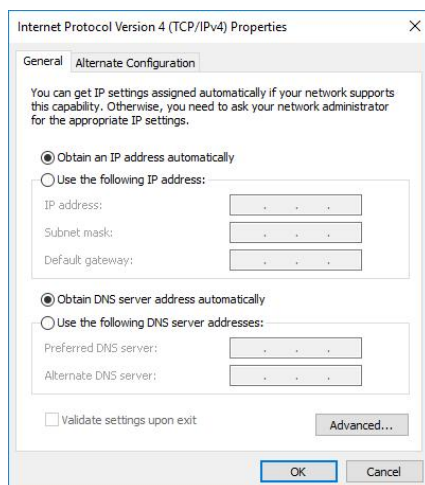 Internet Protocol Version 4 (TCP/IPv4) Properties
General
Alternate Configuration
You can get IP settings assigned automatically if your network supports
this capability. Otherwise, you need to ask your network administrator
for the appropriate IP settings.
Obtain an IP address automatically
Use the following IP address:
IP address:
Subnet mask:
Default gateway:
Obtain DNS server address automatically
Use the following DNS server addresses:
Preferred DNS server:
Alternate DNS server:
Validate settings upon exit
Advanced...
OK
Cancel